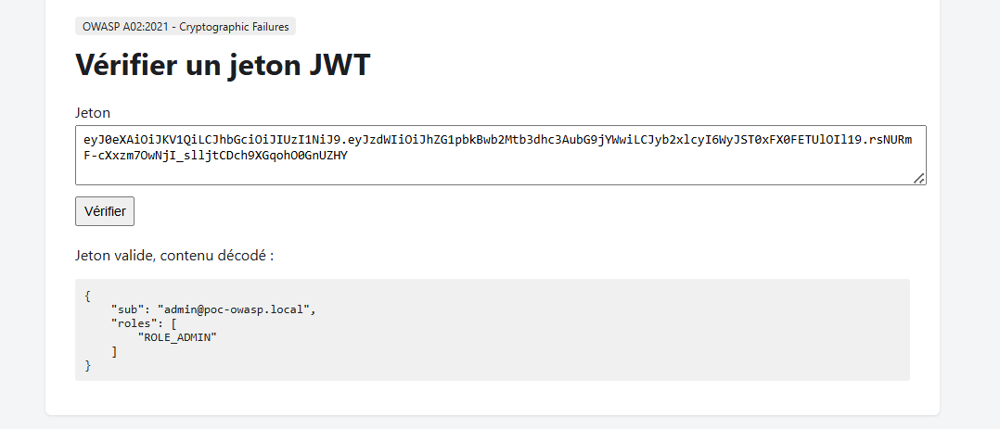 OWASP A02:2021 - Cryptographic Failures
Vérifier un jeton JWT
Jeton
eyJ0eXAiOiJKV1QiLCJhbGciOiJIUzI1NiJ9.eyJzdWIiOiJhZG1pbkBwb2Mtb3dhc3AubG9jYWwiLCJyb2xlcyI6WyJST0xFX0FETUlOIl19.rsNURm
F-cXxzm7OwNjI_slljtCDch9XGqohO0GnUZHY
Vérifier
Jeton valide, contenu décodé :
{
    "sub": "admin@poc-owasp.local",
    "roles": [
        "ROLE_ADMIN"
    ]
}